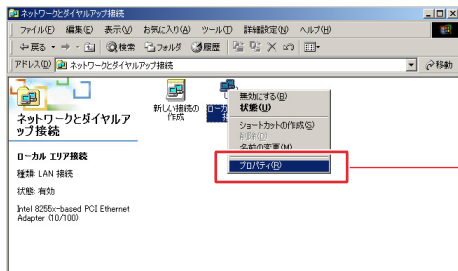 ネットワークとダイヤルアップ接続
ファイル(F) 編集(E) 表示(V) お気に入り(A) ツール(T) 詳細設定(N) ヘルプ(H)
戻る 検索 フォルダ 履歴
アドレス(D) ネットワークとダイヤルアップ接続 移動
ネットワークとダイヤルア
ップ接続
新しい接続の
作成
無効にする(B)
状態(U)
ショートカットの作成(S)
削除(D)
名前の変更(M)
プロパティ(R)
ローカル エリア接続
種類: LAN 接続
状態: 有効
Intel 8255x-based PCI Ethernet
Adapter (10/100)